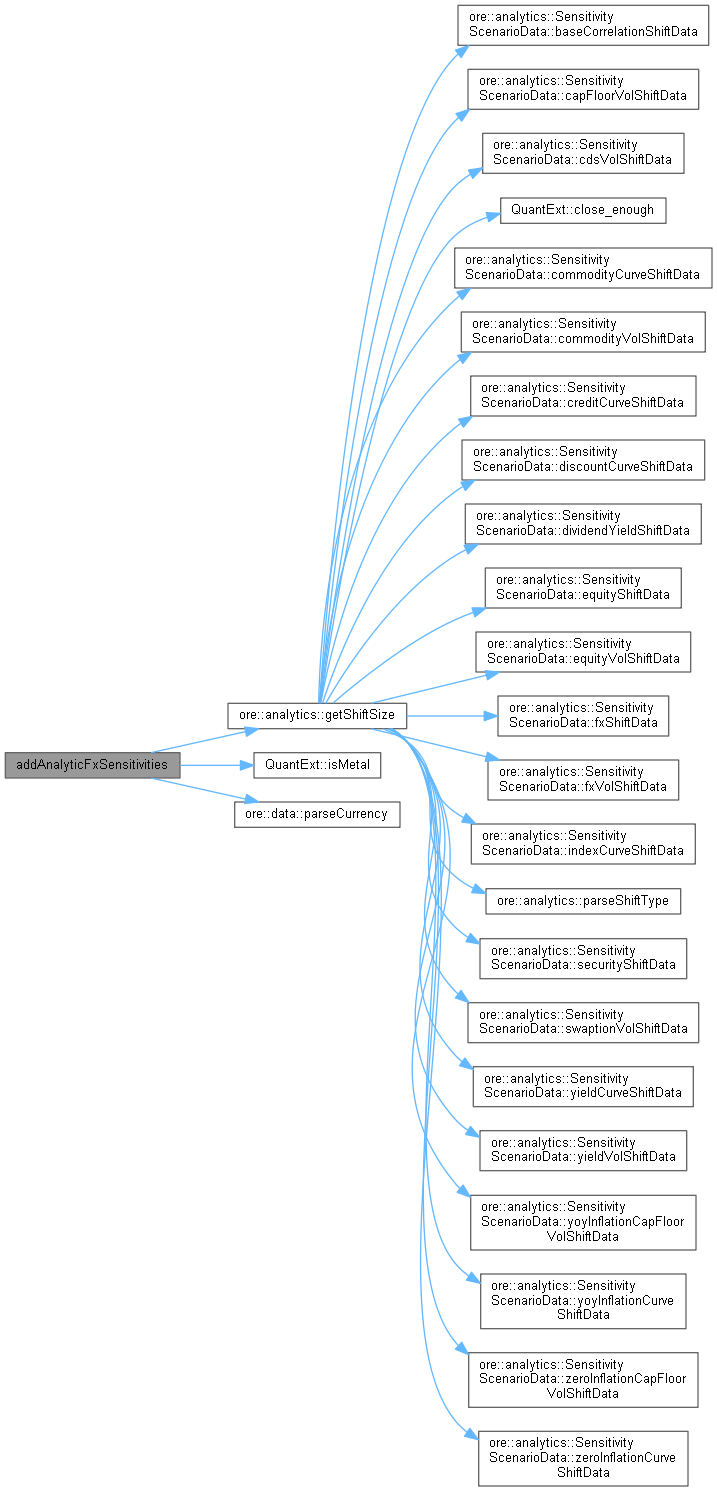 ore::analytics::Sensitivity
ScenarioData::baseCorrelationShiftData
ore::analytics::Sensitivity
ScenarioData::capFloorVolShiftData
ore::analytics::Sensitivity
ScenarioData::cdsVolShiftData
QuantExt::close_enough
ore::analytics::Sensitivity
ScenarioData::commodityCurveShiftData
ore::analytics::Sensitivity
ScenarioData::commodityVolShiftData
ore::analytics::Sensitivity
ScenarioData::creditCurveShiftData
ore::analytics::Sensitivity
ScenarioData::discountCurveShiftData
ore::analytics::Sensitivity
ScenarioData::dividendYieldShiftData
ore::analytics::Sensitivity
ScenarioData::equityShiftData
ore::analytics::Sensitivity
ScenarioData::equityVolShiftData
ore::analytics::getShiftSize
ore::analytics::Sensitivity
ScenarioData::fxShiftData
addAnalyticFxSensitivities
QuantExt::isMetal
ore::analytics::Sensitivity
ScenarioData::fxVolShiftData
ore::data::parseCurrency
ore::analytics::Sensitivity
ScenarioData::indexCurveShiftData
ore::analytics::parseShiftType
ore::analytics::Sensitivity
ScenarioData::securityShiftData
ore::analytics::Sensitivity
ScenarioData::swaptionVolShiftData
ore::analytics::Sensitivity
ScenarioData::yieldCurveShiftData
ore::analytics::Sensitivity
ScenarioData::yieldVolShiftData
ore::analytics::Sensitivity
ScenarioData::yoyInflationCapFloor
VolShiftData
ore::analytics::Sensitivity
ScenarioData::yoyInflationCurve
ShiftData
ore::analytics::Sensitivity
ScenarioData::zeroInflationCapFloor
VolShiftData
ore::analytics::Sensitivity
ScenarioData::zeroInflationCurve
ShiftData